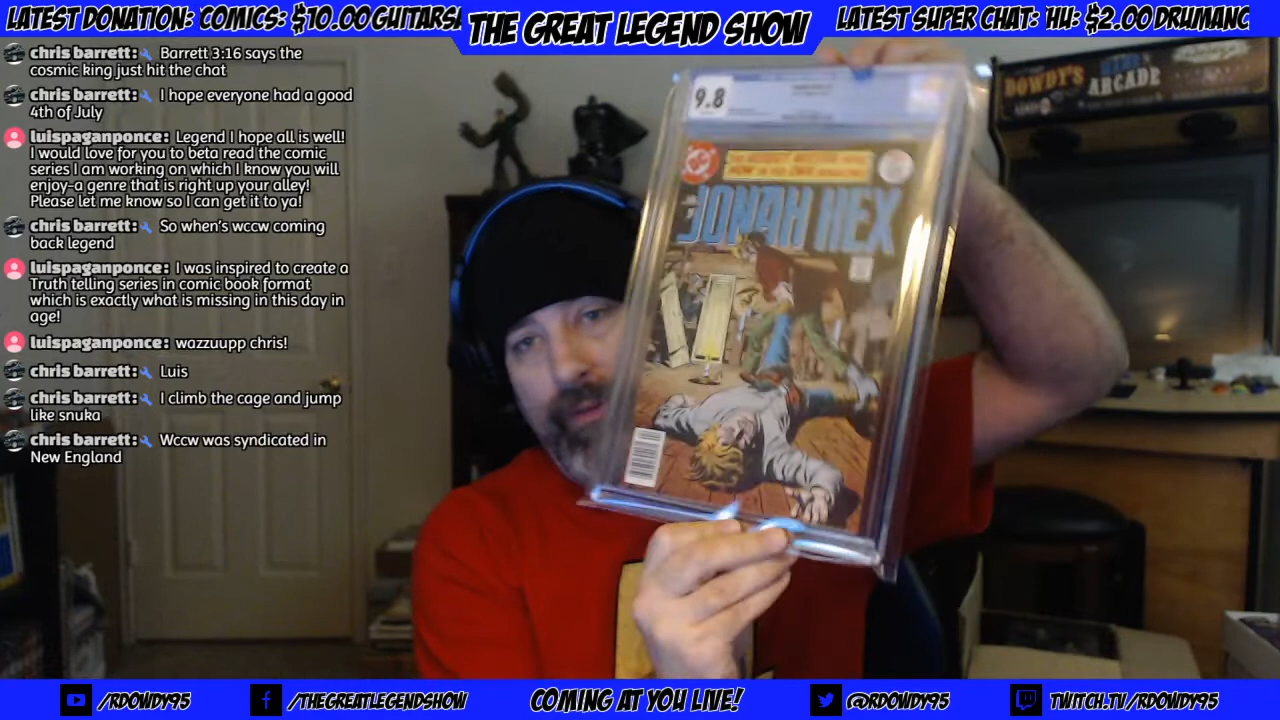 LATEST DONATION: COMICS: $10.00 GUITARS
THE GREAT LEGEND SHOW
LATEST SUPER CHAT: HU: $2.00 DRUMANC
chris barrett: Barrett 3:16 says the
cosmic king just hit the chat
chris barrett: I hope everyone had a good
4th of July
luispaganponce: Legend I hope all is well!
I would love for you to beta read the comic
series I am working on which I know you will
enjoy-a genre that is right up your alley!
Please let me know so I can get it to ya!
chris barrett: So when's wccw coming
back legend
luispaganponce: I was inspired to create a
Truth telling series in comic book format
which is exactly what is missing in this day in
age!
luispaganponce: wazzuupp chris!
chris barrett: Luis
chris barrett: I climb the cage and jump
like snuka
chris barrett: Wccw was syndicated in
New England
9.8
DC
JONAH HEX
DOWDY'S
ARCADE
/RDOWDY95
/THEGREATLEGENDSHOW
COMING AT YOU LIVE!
@RDOWDY95
TWITCH.TV/RDOWDY95